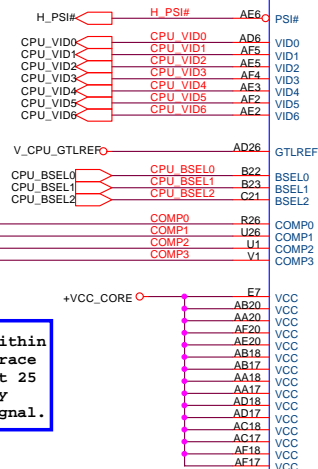 H_PSI# H_PSI# AE6 PSI#
CPU_VID0 CPU_VID0 AD6 VID0
CPU_VID1 CPU_VID1 AF5 VID1
CPU_VID2 CPU_VID2 AE5 VID2
CPU_VID3 CPU_VID3 AF4 VID3
CPU_VID4 CPU_VID4 AE3 VID4
CPU_VID5 CPU_VID5 AF2 VID5
CPU_VID6 CPU_VID6 AE2 VID6
V_CPU_GTLREF AD26 GTLREF
CPU_BSEL0 CPU_BSEL0 B22 BSEL0
CPU_BSEL1 CPU_BSEL1 B23 BSEL1
CPU_BSEL2 CPU_BSEL2 C21 BSEL2
COMP0 R26 COMP0
COMP1 U26 COMP1
COMP2 U1 COMP2
COMP3 V1 COMP3
+VCC_CORE E7 VCC
AB20 VCC
AA20 VCC
AF20 VCC
AE20 VCC
AB18 VCC
AB17 VCC
AA18 VCC
AA17 VCC
AD18 VCC
AD17 VCC
AC18 VCC
AC17 VCC
AF18 VCC
AF17 VCC
ithin
race
t 25
y
gnal.